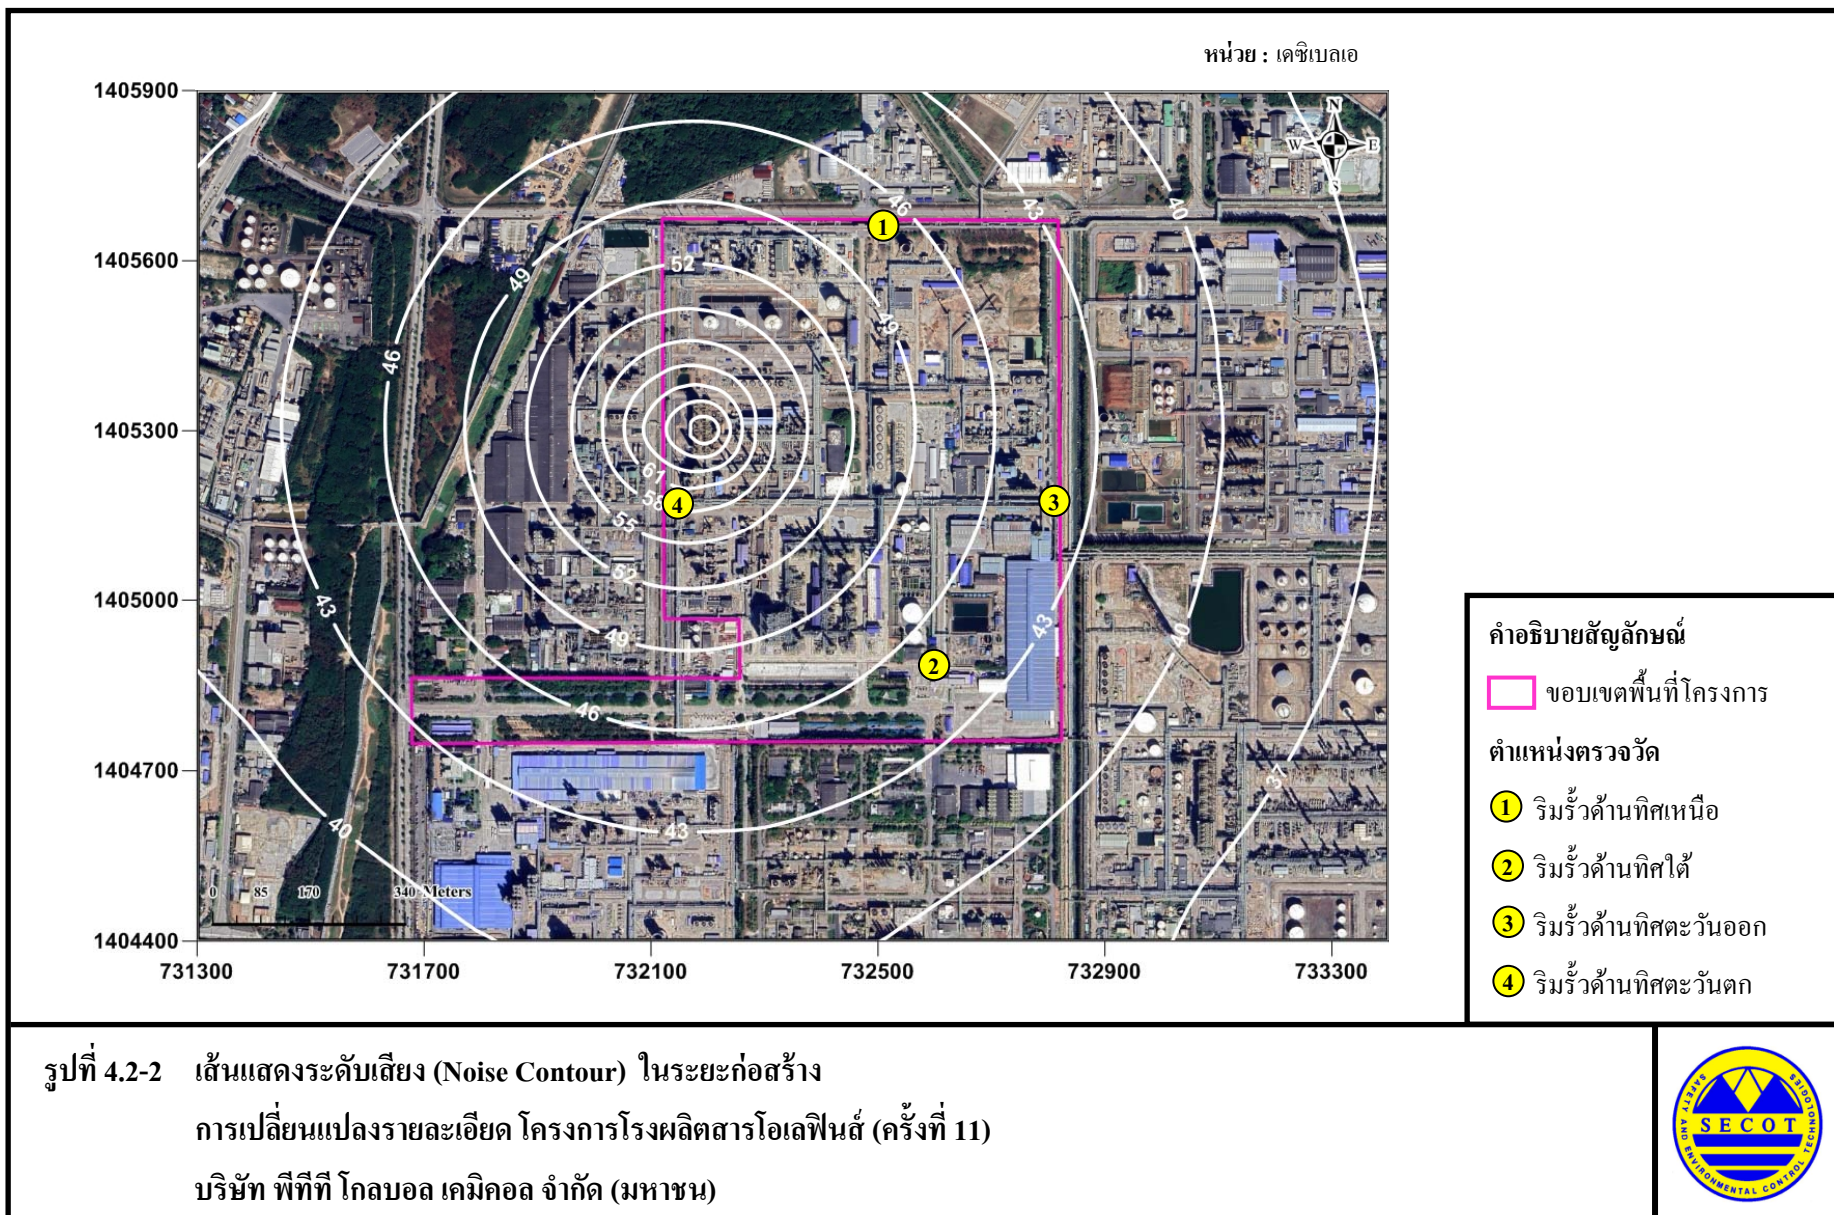 หน่วย : เดซิเบลเอ
1405900
1405600
1405300
1405000
1404700
1404400
731300 731700 732100 732500 732900 733300
N
W E
S
46 43 40
1
49 52
49
46
67
58 4 3
55
52
43 49 43 40
2
46
37
40 43
0 85 170 340 Meters
คำอธิบายสัญลักษณ์
ขอบเขตพื้นที่โครงการ
ตำแหน่งตรวจวัด
1 ริมรั้วด้านทิศเหนือ
2 ริมรั้วด้านทิศใต้
3 ริมรั้วด้านทิศตะวันออก
4 ริมรั้วด้านทิศตะวันตก
รูปที่ 4.2-2 เส้นแสดงระดับเสียง (Noise Contour) ในระยะก่อสร้าง
การเปลี่ยนแปลงรายละเอียด โครงการโรงผลิตสารโอเลฟินส์ (ครั้งที่ 11)
บริษัท พีทีที โกลบอล เคมิคอล จำกัด (มหาชน)
SECOT
SAFETY AND ENVIRONMENTAL CONTROL TECHNOLOGIES